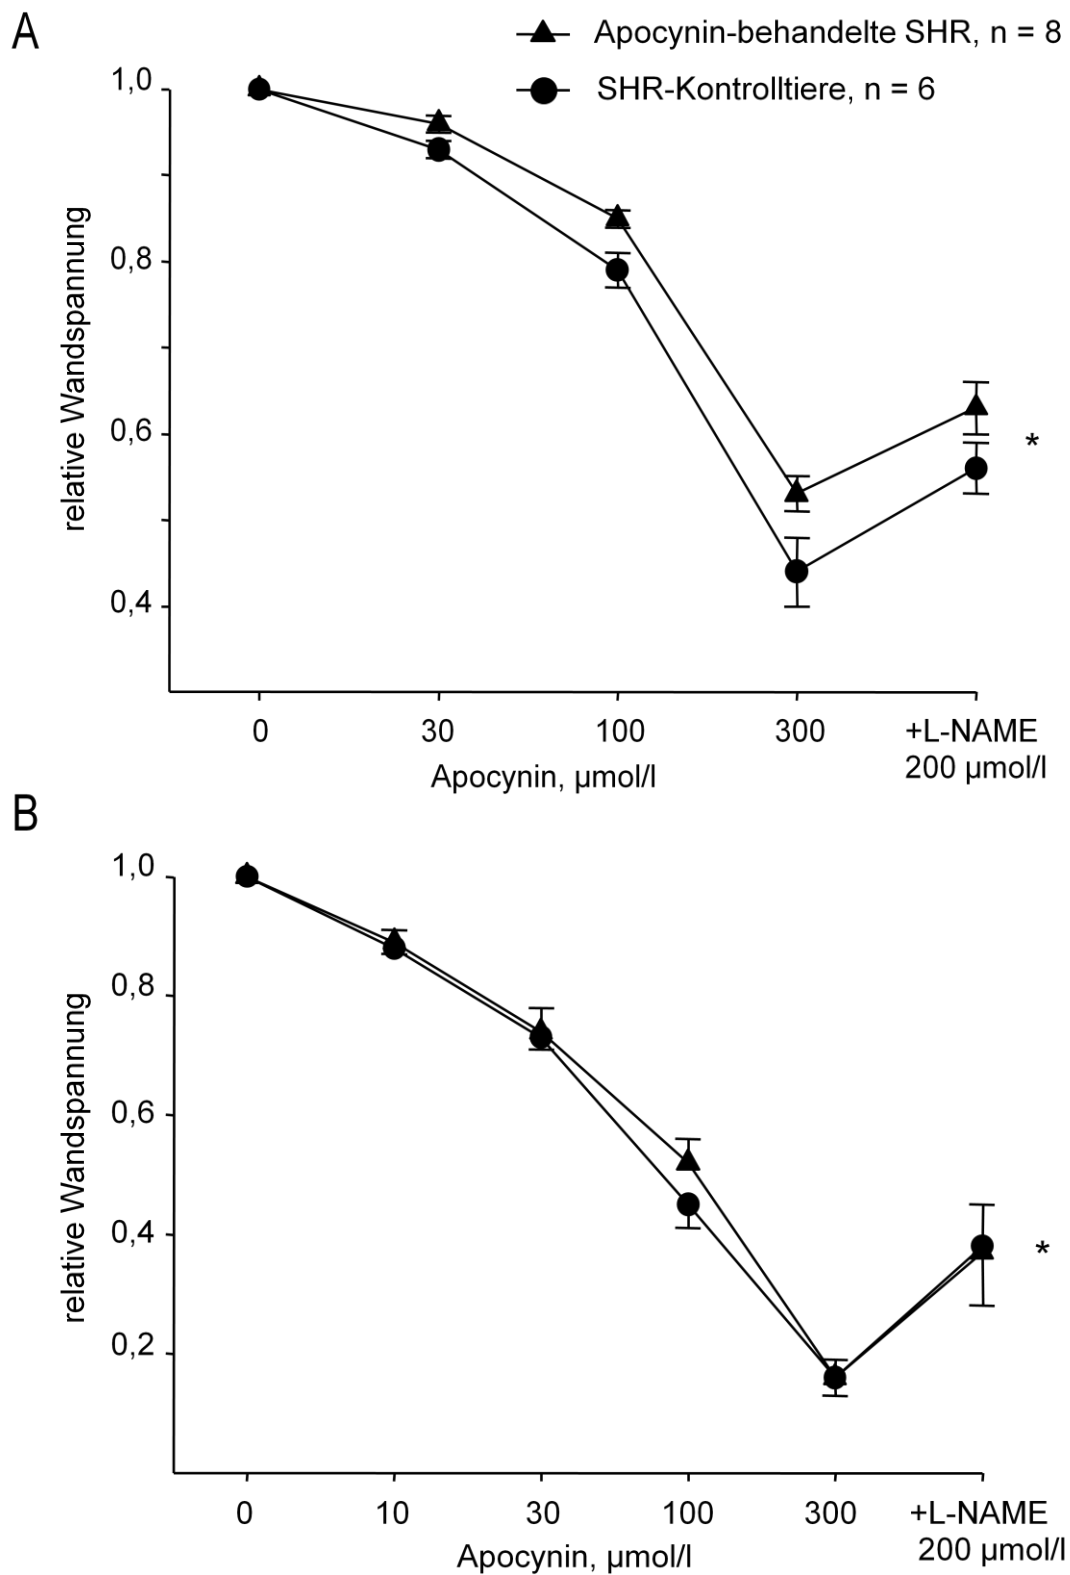 A
Apocynin-behandelte SHR, n = 8
SHR-Kontrolltiere, n = 6
1,0
0,8
0,6
0,4
relative Wandspannung
*
0 30 100 300 +L-NAME
200 µmol/l
Apocynin, µmol/l
B
1,0
0,8
0,6
0,4
0,2
relative Wandspannung
*
0 10 30 100 300 +L-NAME
200 µmol/l
Apocynin, µmol/l